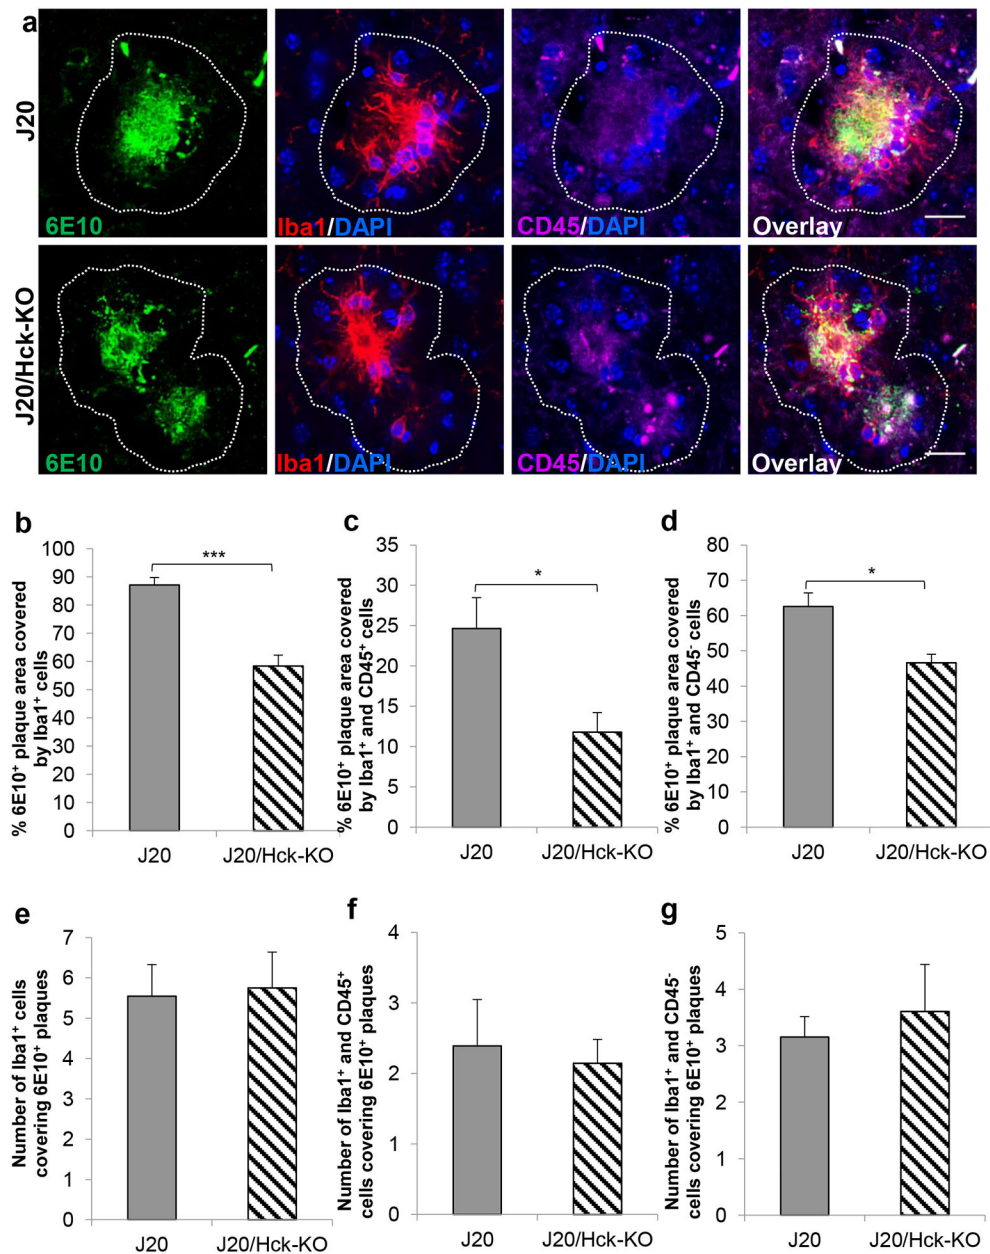 a
J20
6E10
Iba1/DAPI
CD45/DAPI
Overlay
J20/Hck-KO
6E10
Iba1/DAPI
CD45/DAPI
Overlay
b
% 6E10⁺ plaque area covered
by Iba1⁺ cells
100
90
80
70
60
50
40
30
20
10
0
***
J20
J20/Hck-KO
c
% 6E10⁺ plaque area covered
by Iba1⁺ and CD45⁺ cells
35
30
25
20
15
10
5
0
*
J20
J20/Hck-KO
d
% 6E10⁺ plaque area covered
by Iba1⁺ and CD45⁻ cells
80
70
60
50
40
30
20
10
0
*
J20
J20/Hck-KO
e
Number of Iba1⁺ cells
covering 6E10⁺ plaques
7
6
5
4
3
2
1
0
J20
J20/Hck-KO
f
Number of Iba1⁺ and CD45⁺
cells covering 6E10⁺ plaques
4
3
2
1
0
J20
J20/Hck-KO
g
Number of Iba1⁺ and CD45⁻
cells covering 6E10⁺ plaques
5
4
3
2
1
0
J20
J20/Hck-KO